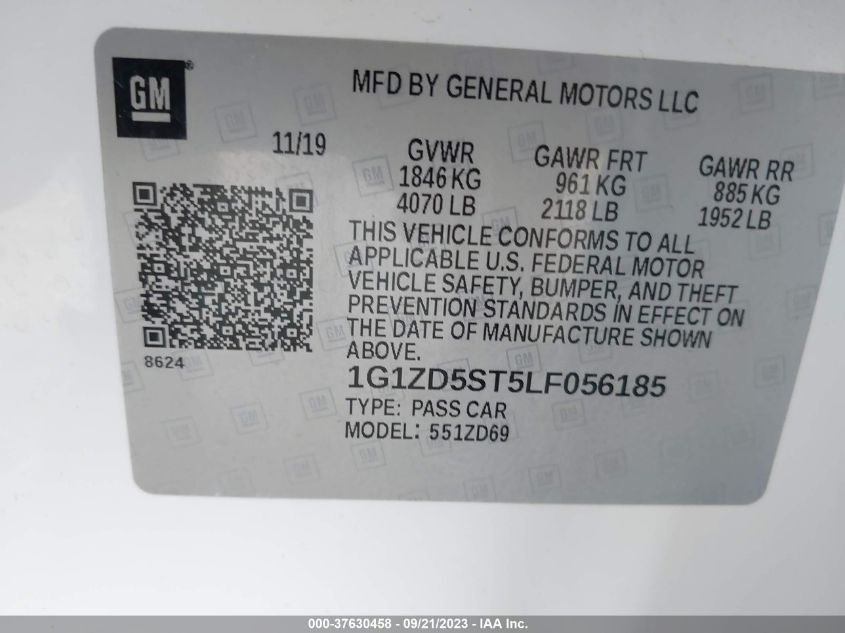 GM
MFD BY GENERAL MOTORS LLC
11/19
GVWR
1846 KG
4070 LB
GAWR FRT
961 KG
2118 LB
GAWR RR
885 KG
1952 LB
THIS VEHICLE CONFORMS TO ALL
APPLICABLE U.S. FEDERAL MOTOR
VEHICLE SAFETY, BUMPER, AND THEFT
PREVENTION STANDARDS IN EFFECT ON
THE DATE OF MANUFACTURE SHOWN
ABOVE.
8624
1G1ZD5ST5LF056185
TYPE: PASS CAR
MODEL: 551ZD69
000-37630458 - 09/21/2023 - IAA Inc.